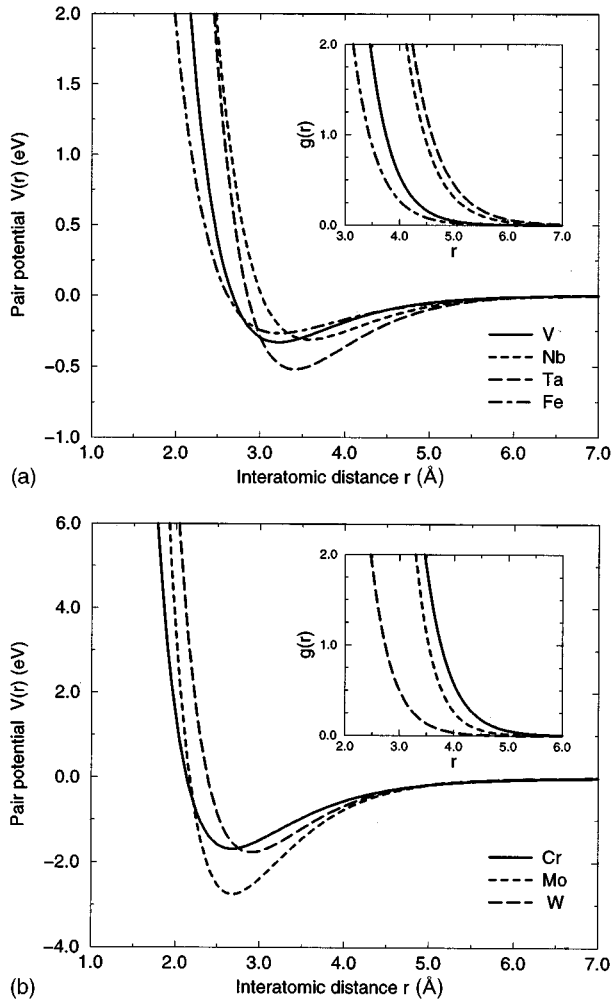 2.0
1.5
1.0
0.5
0.0
−0.5
−1.0
Pair potential V(r) (eV)
2.0
1.0
0.0
g(r)
3.0 4.0 5.0 6.0 7.0
r
V
Nb
Ta
Fe
1.0 2.0 3.0 4.0 5.0 6.0 7.0
(a)
Interatomic distance r (Å)
6.0
4.0
2.0
0.0
−2.0
−4.0
Pair potential V(r) (eV)
2.0
1.0
0.0
g(r)
2.0 3.0 4.0 5.0 6.0
r
Cr
Mo
W
1.0 2.0 3.0 4.0 5.0 6.0 7.0
(b)
Interatomic distance r (Å)